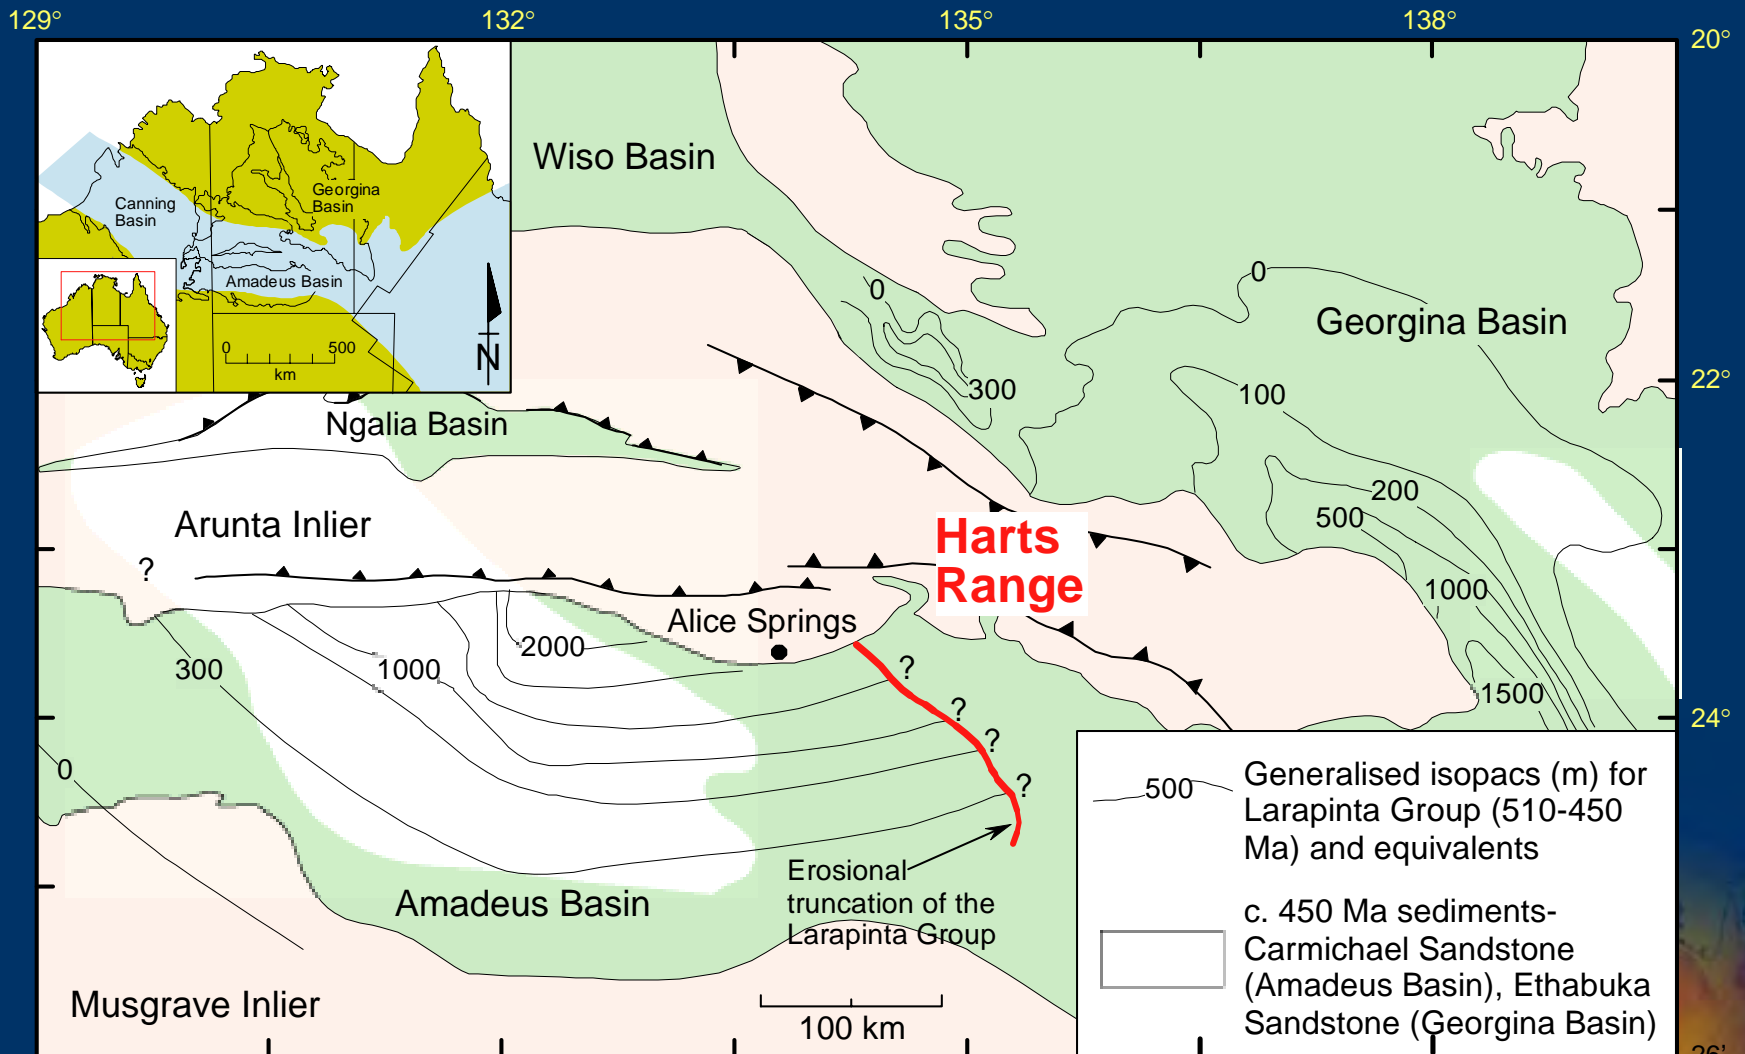 129°
132°
135°
138°
20°
22°
24°
Canning
Basin
Georgina
Basin
Amadeus Basin
0
500
km
N
Wiso Basin
0
0
Georgina Basin
300
100
Ngalia Basin
200
500
Arunta Inlier
?
Harts
Range
1000
Alice Springs
2000
300
1000
?
1500
?
?
0
?
500
Generalised isopacs (m) for
Larapinta Group (510-450
Ma) and equivalents
Erosional
truncation of the
Larapinta Group
Amadeus Basin
c. 450 Ma sediments-
Carmichael Sandstone
(Amadeus Basin), Ethabuka
Sandstone (Georgina Basin)
Musgrave Inlier
100 km